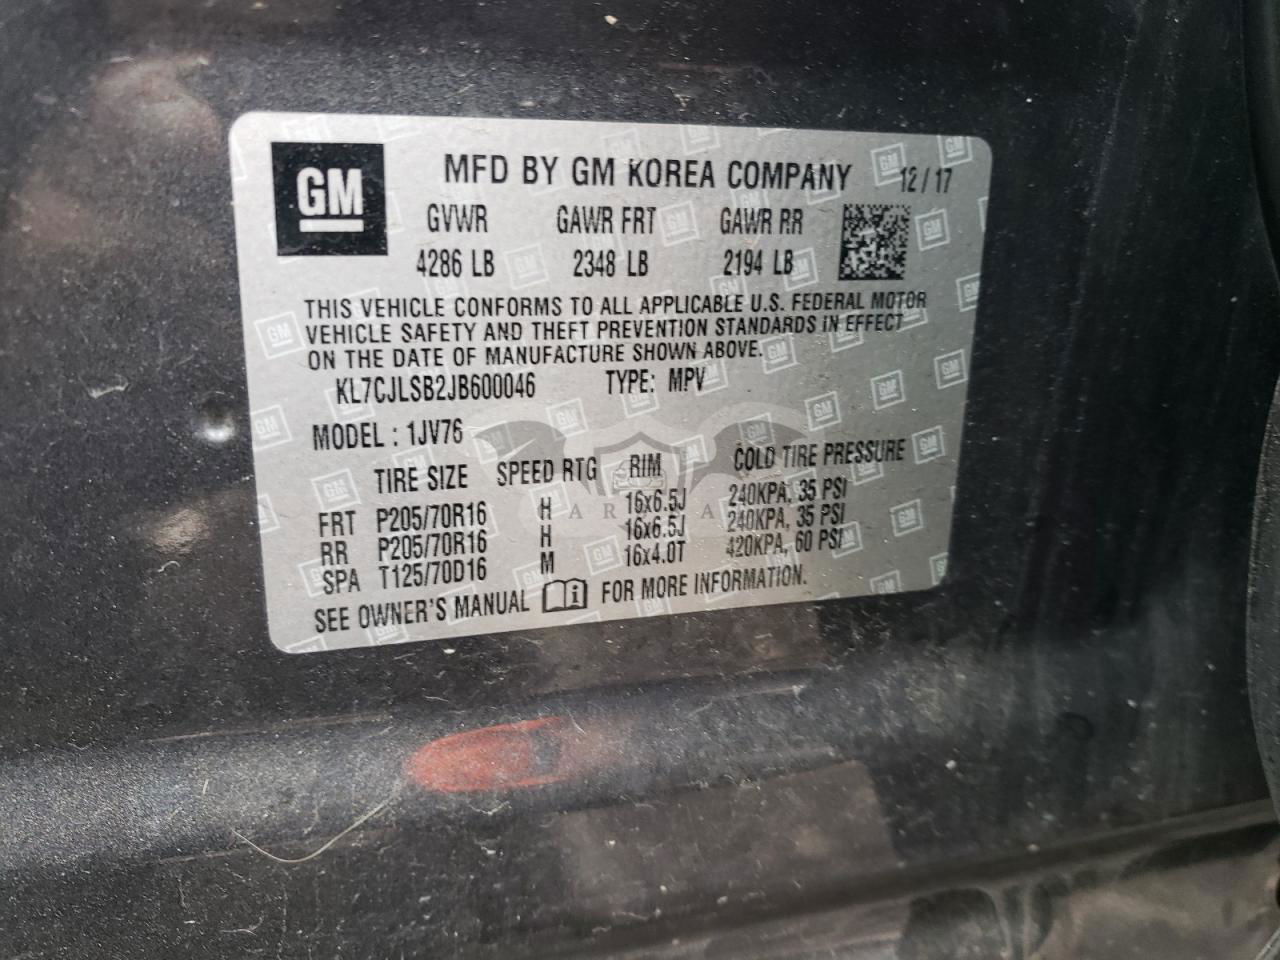 GM MFD BY GM KOREA COMPANY 12/17
GVWR GAWR FRT GAWR RR
4286 LB 2348 LB 2194 LB
THIS VEHICLE CONFORMS TO ALL APPLICABLE U.S. FEDERAL MOTOR
VEHICLE SAFETY AND THEFT PREVENTION STANDARDS IN EFFECT
ON THE DATE OF MANUFACTURE SHOWN ABOVE.
KL7CJLSB2JB600046 TYPE: MPV
MODEL : 1JV76
TIRE SIZE SPEED RTG RIM COLD TIRE PRESSURE
FRT P205/70R16 H 16x6.5J 240KPA, 35 PSI
RR P205/70R16 H 16x6.5J 240KPA, 35 PSI
SPA T125/70D16 M 16x4.0T 420KPA, 60 PSI
SEE OWNER'S MANUAL FOR MORE INFORMATION.